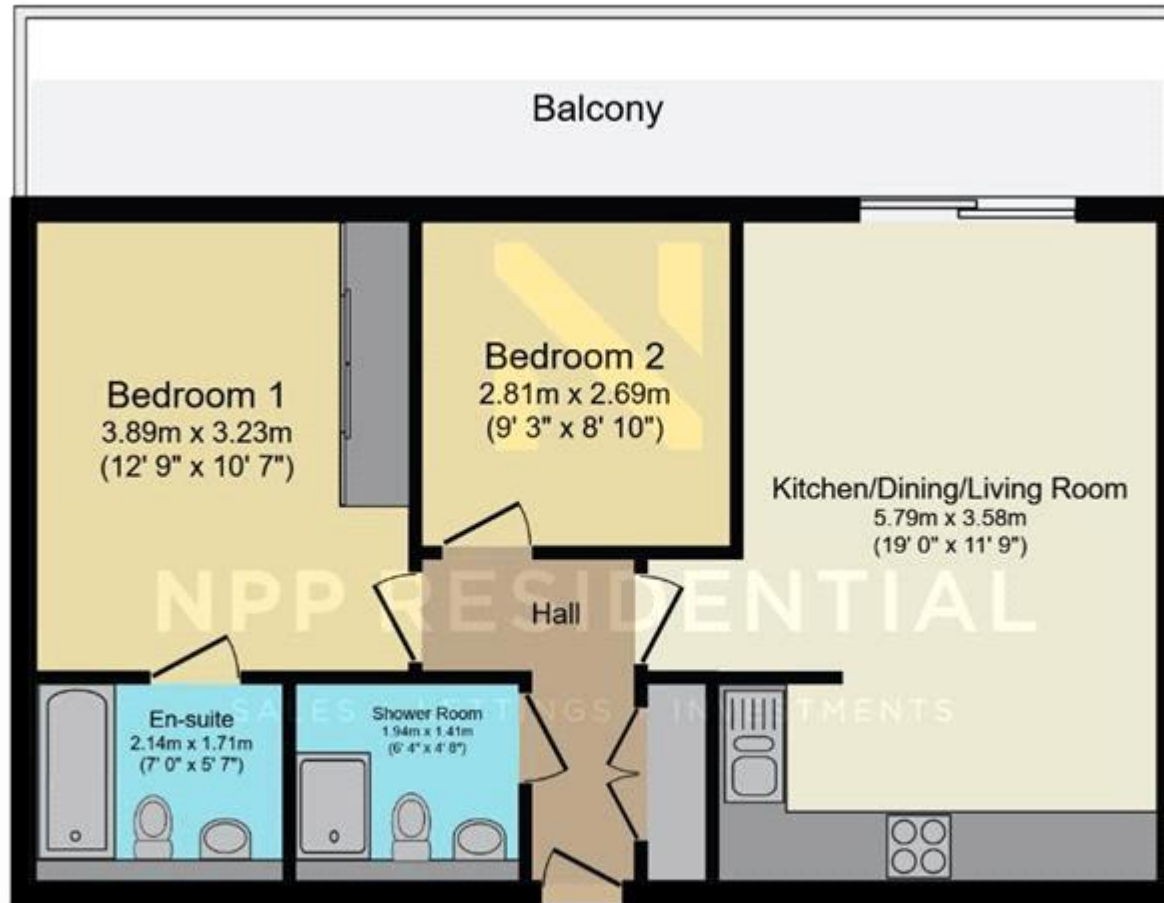 Balcony
Bedroom 1
3.89m x 3.23m
(12' 9" x 10' 7")
Bedroom 2
2.81m x 2.69m
(9' 3" x 8' 10")
Kitchen/Dining/Living Room
5.79m x 3.58m
(19' 0" x 11' 9")
NPP RESIDENTIAL
Hall
En-suite
2.14m x 1.71m
(7' 0" x 5' 7")
Shower Room
1.94m x 1.41m
(6' 4" x 4' 8")
SALES